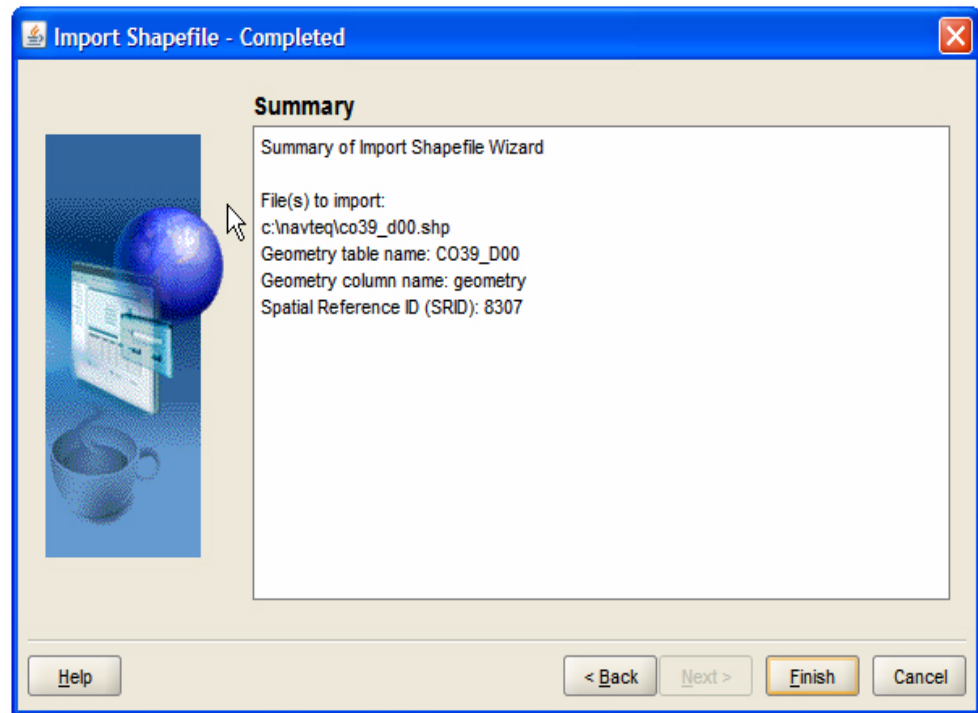 Import Shapefile - Completed
Summary
Summary of Import Shapefile Wizard
File(s) to import:
c:\navteq\co39_d00.shp
Geometry table name: CO39_D00
Geometry column name: geometry
Spatial Reference ID (SRID): 8307
Help
< Back
Next >
Finish
Cancel